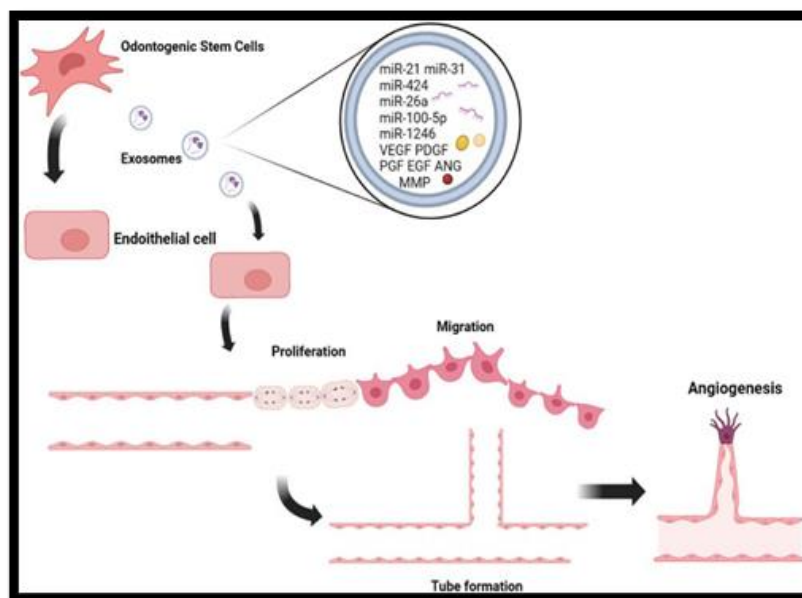 Odontogenic Stem Cells
Exosomes
miR-21 miR-31
miR-424
miR-26a
miR-100-5p
miR-1246
VEGF PDGF
PGF EGF ANG
MMP
Endoithelial cell
Proliferation
Migration
Angiogenesis
Tube formation